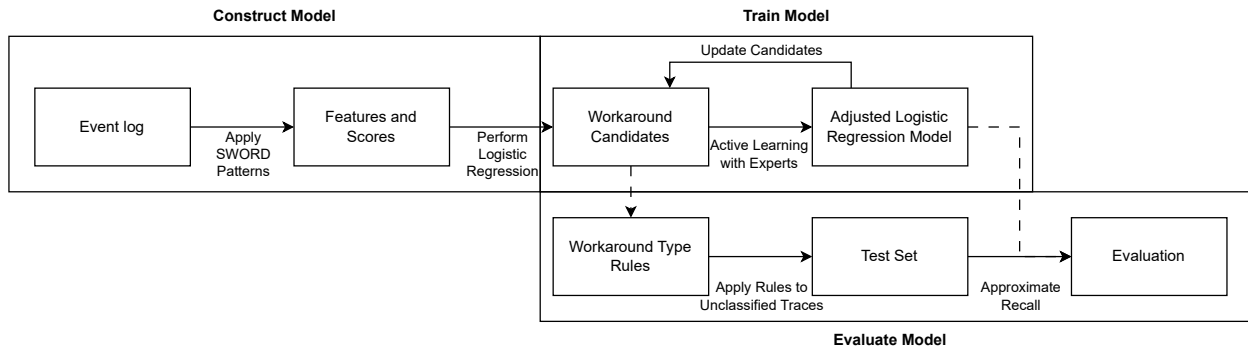 Construct Model
Train Model
Update Candidates
Event log
Apply
SWORD
Patterns
Features and
Scores
Perform
Logistic
Regression
Workaround
Candidates
Active Learning
with Experts
Adjusted Logistic
Regression Model
Workaround Type
Rules
Apply Rules to
Unclassified Traces
Test Set
Approximate
Recall
Evaluation
Evaluate Model